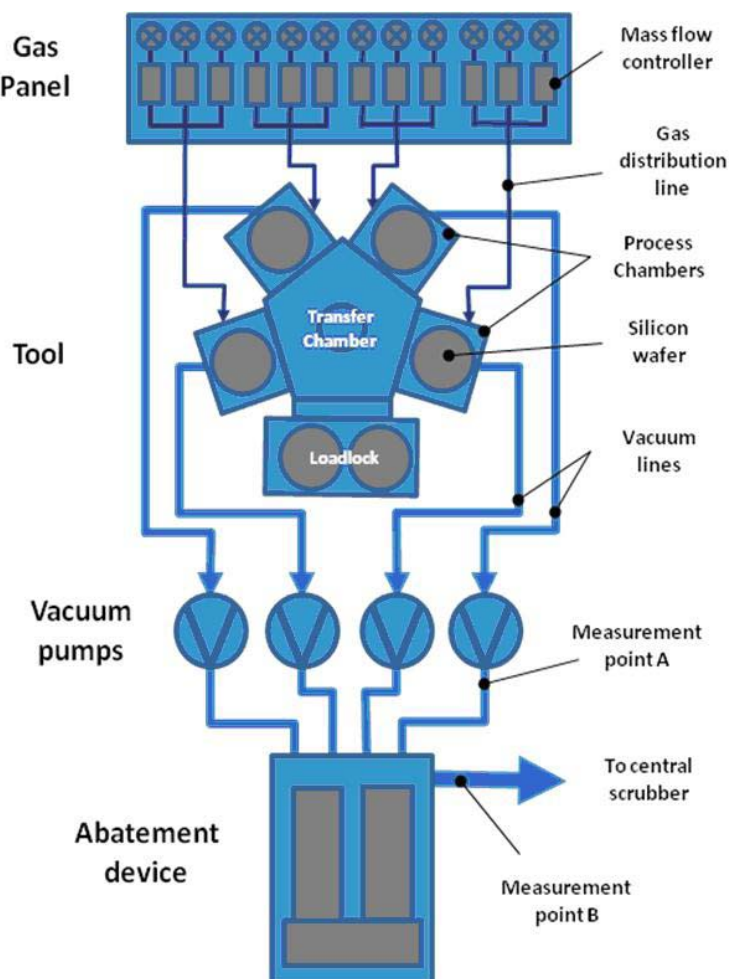 Gas
Panel
Mass flow
controller
Gas
distribution
line
Process
Chambers
Transfer
Chamber
Silicon
wafer
Tool
Loadlock
Vacuum
lines
Vacuum
pumps
Measurement
point A
To central
scrubber
Abatement
device
Measurement
point B